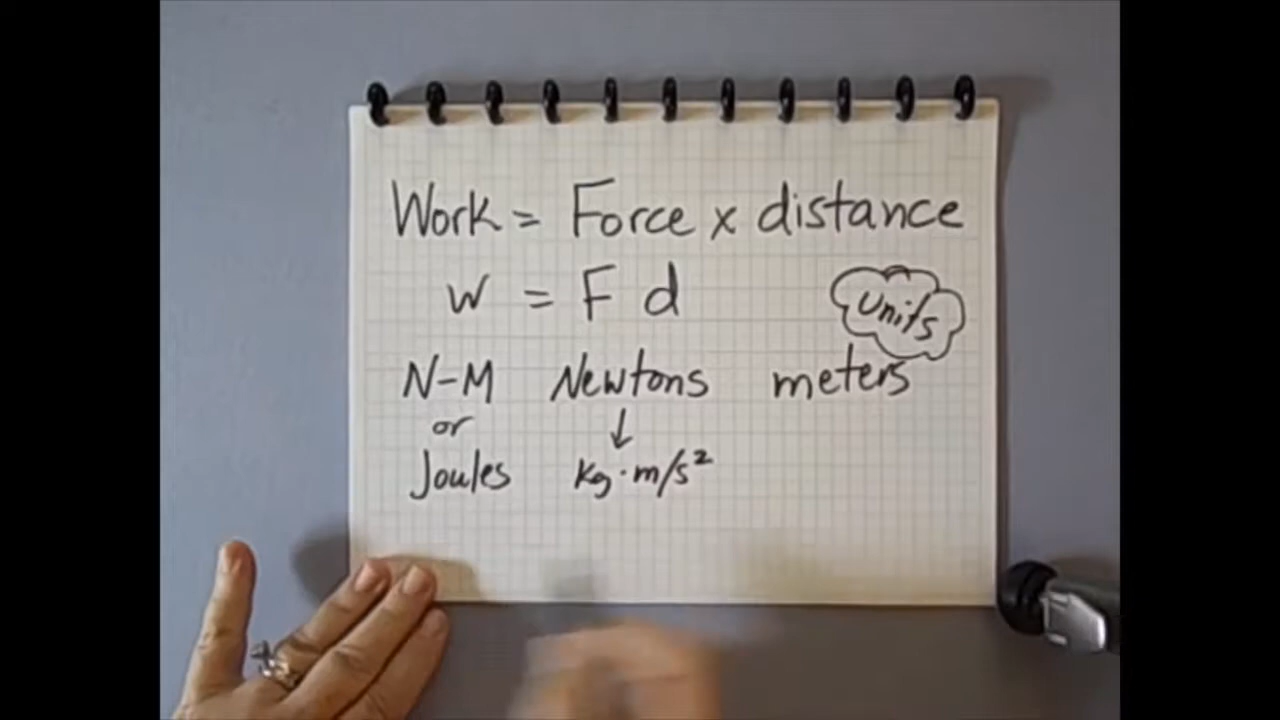 Work = Force x distance
W = F d
Units
N-M Newtons meters
or ↓
Joules kg·m/s²